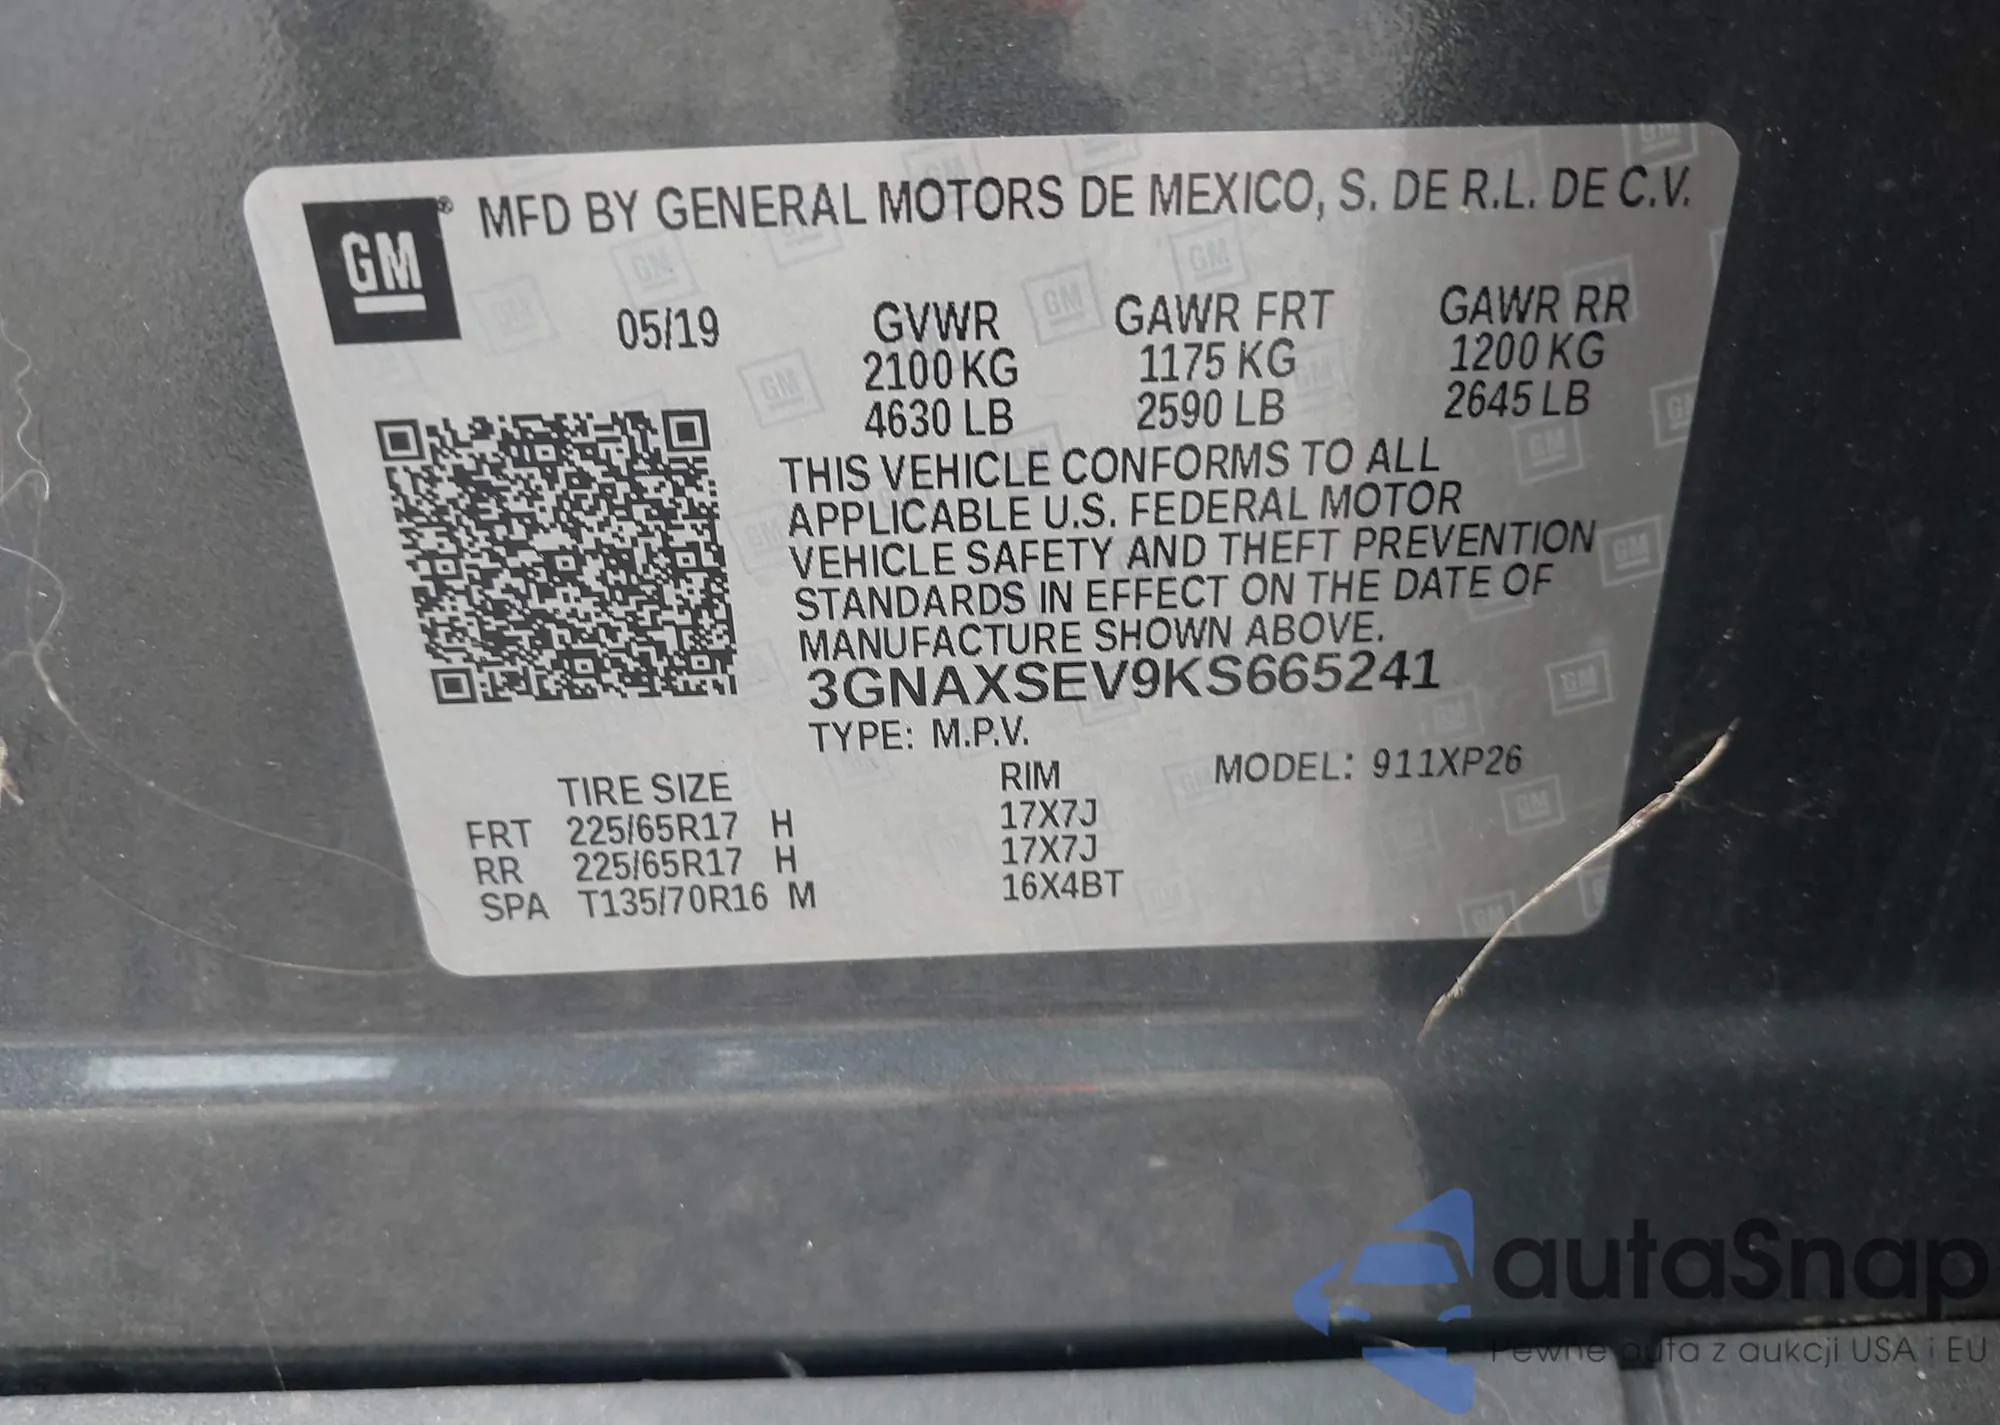 GM® MFD BY GENERAL MOTORS DE MEXICO, S. DE R.L. DE C.V.
05/19 GVWR GAWR FRT GAWR RR
2100 KG 1175 KG 1200 KG
4630 LB 2590 LB 2645 LB
THIS VEHICLE CONFORMS TO ALL
APPLICABLE U.S. FEDERAL MOTOR
VEHICLE SAFETY AND THEFT PREVENTION
STANDARDS IN EFFECT ON THE DATE OF
MANUFACTURE SHOWN ABOVE.
3GNAXSEV9KS665241
TYPE: M.P.V.
TIRE SIZE RIM MODEL: 911XP26
FRT 225/65R17 H 17X7J
RR 225/65R17 H 17X7J
SPA T135/70R16 M 16X4BT
autaSnap
Pewne auta z aukcji USA i EU